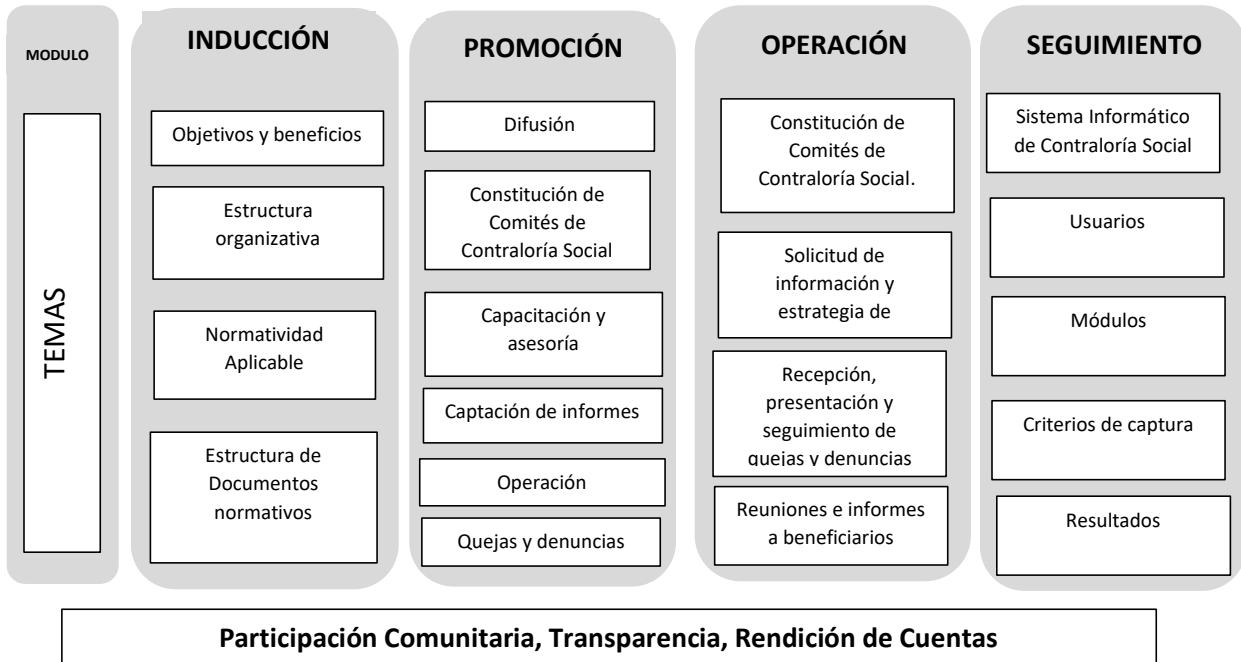 MODULO
TEMAS
INDUCCIÓN
Objetivos y beneficios
Estructura
organizativa
Normatividad
Aplicable
Estructura de
Documentos
normativos
PROMOCIÓN
Difusión
Constitución de
Comités de
Contraloría Social
Capacitación y
asesoría
Captación de informes
Operación
Quejas y denuncias
OPERACIÓN
Constitución de
Comités de
Contraloría Social.
Solicitud de
información y
estrategia de
Recepción,
presentación y
seguimiento de
quejas y denuncias
Reuniones e informes
a beneficiarios
SEGUIMIENTO
Sistema Informático
de Contraloría Social
Usuarios
Módulos
Criterios de captura
Resultados
Participación Comunitaria, Transparencia, Rendición de Cuentas